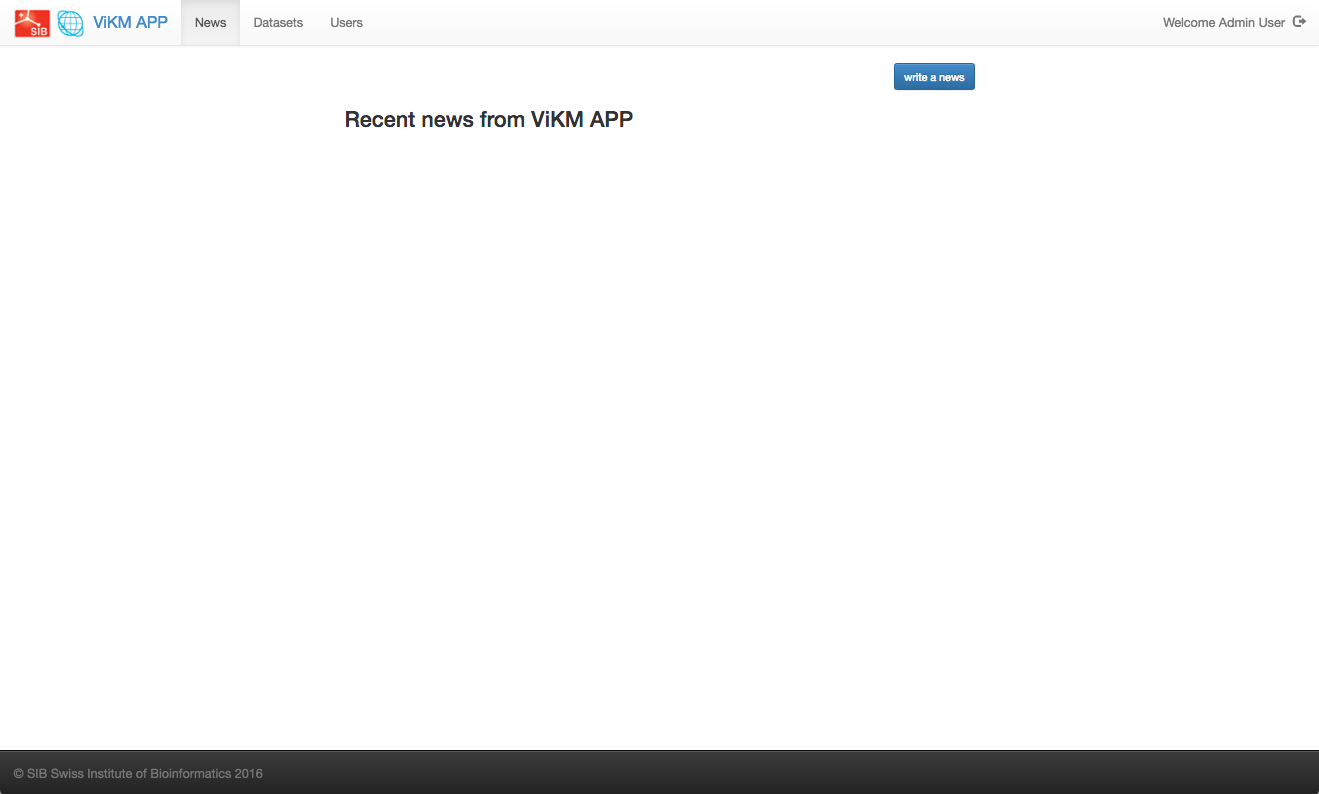 SIB ViKM APP News Datasets Users Welcome Admin User
write a news
Recent news from ViKM APP
© SIB Swiss Institute of Bioinformatics 2016